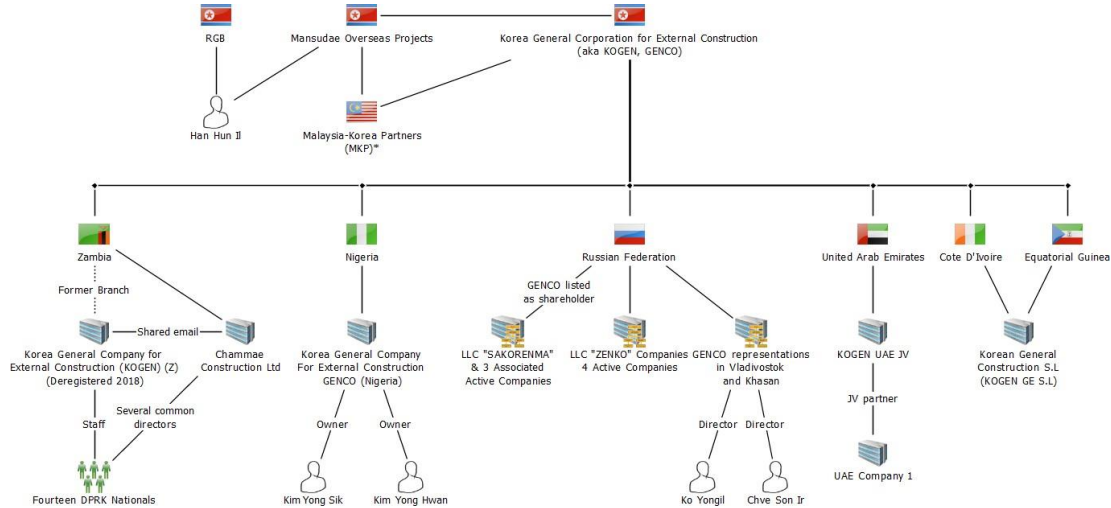 RGB
Mansudae Overseas Projects
Korea General Corporation for External Construction
(aka KOGEN, GENCO)
Han Hun Il
Malaysia-Korea Partners
(MKP)*
Zambia
Nigeria
Russian Federation
United Arab Emirates
Cote D'Ivoire
Equatorial Guinea
Former Branch
GENCO listed
as shareholder
Shared email
Korea General Company for
External Construction (KOGEN) (Z)
(Deregistered 2018)
Chammae
Construction Ltd
Korea General Company
For External Construction
GENCO (Nigeria)
LLC "SAKORENMA"
& 3 Associated
Active Companies
LLC "ZENKO" Companies
4 Active Companies
GENCO representations
in Vladivostok
and Khasan
KOGEN UAE JV
Korean General
Construction S.L
(KOGEN GE S.L)
JV partner
Several common
directors
Staff
Owner
Owner
Director
Director
UAE Company 1
Fourteen DPRK Nationals
Kim Yong Sik
Kim Yong Hwan
Ko Yongil
Chve Son Ir